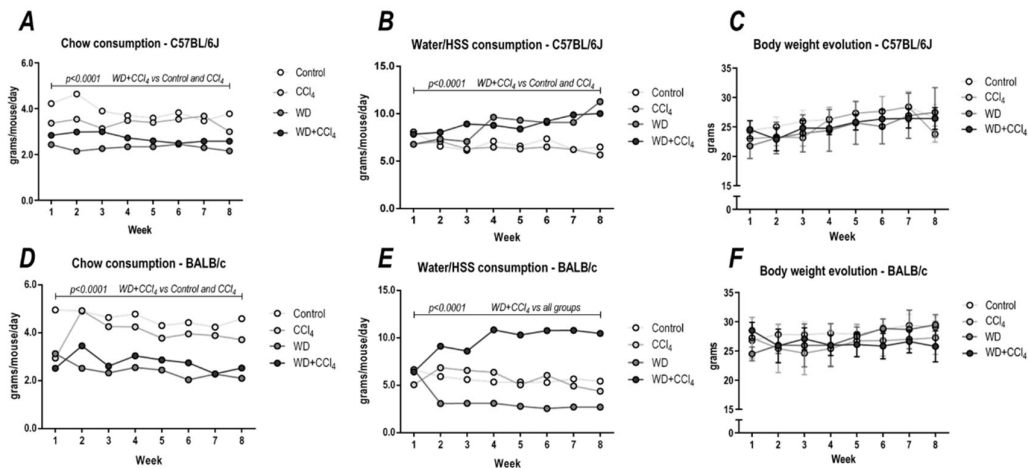 A
Chow consumption - C57BL/6J
p<0.0001 WD+CCl₄ vs Control and CCl₄
grams/mouse/day
6.0
4.0
2.0
0.0
1 2 3 4 5 6 7 8
Week
Control
CCl₄
WD
WD+CCl₄
B
Water/HSS consumption - C57BL/6J
p<0.0001 WD+CCl₄ vs Control and CCl₄
grams/mouse/day
15.0
10.0
5.0
0.0
1 2 3 4 5 6 7 8
Week
Control
CCl₄
WD
WD+CCl₄
C
Body weight evolution - C57BL/6J
grams
35
30
25
20
15
0
1 2 3 4 5 6 7 8
Week
Control
CCl₄
WD
WD+CCl₄
D
Chow consumption - BALB/c
p<0.0001 WD+CCl₄ vs Control and CCl₄
grams/mouse/day
6.0
4.0
2.0
0.0
1 2 3 4 5 6 7 8
Week
Control
CCl₄
WD
WD+CCl₄
E
Water/HSS consumption - BALB/c
p<0.0001 WD+CCl₄ vs all groups
grams/mouse/day
15.0
10.0
5.0
0.0
1 2 3 4 5 6 7 8
Week
Control
CCl₄
WD
WD+CCl₄
F
Body weight evolution - BALB/c
grams
35
30
25
20
15
0
1 2 3 4 5 6 7 8
Week
Control
CCl₄
WD
WD+CCl₄